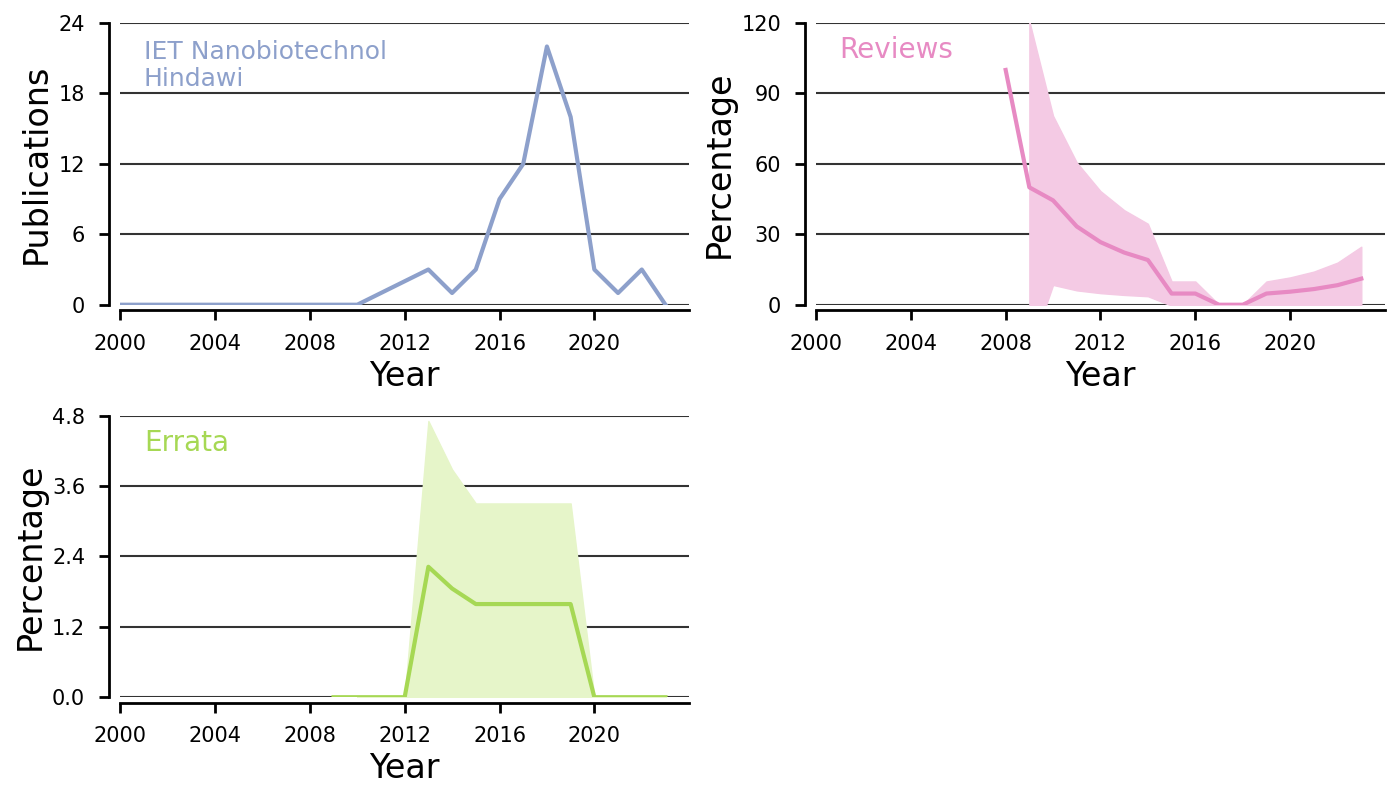 24
18
12
6
0
Publications
IET Nanobiotechnol
Hindawi
2000 2004 2008 2012 2016 2020
Year
120
90
60
30
0
Percentage
Reviews
2000 2004 2008 2012 2016 2020
Year
4.8
3.6
2.4
1.2
0.0
Percentage
Errata
2000 2004 2008 2012 2016 2020
Year